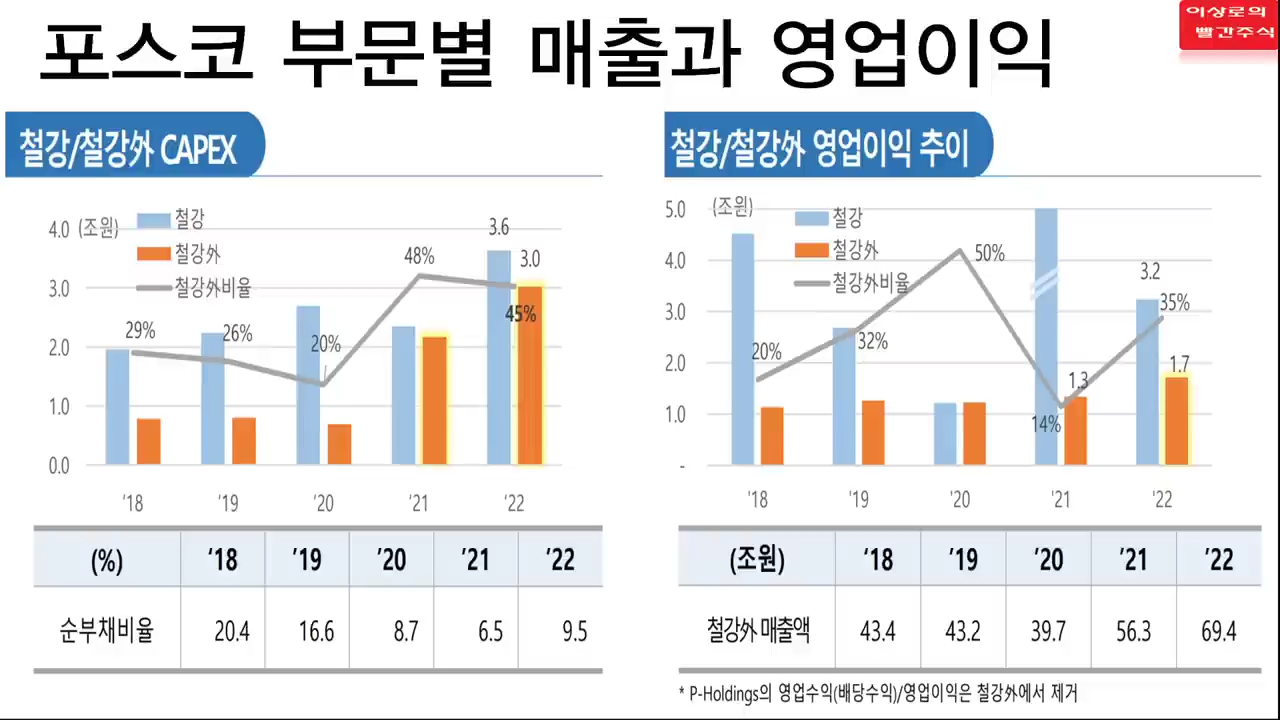 포스코 부문별 매출과 영업이익
이상로의
빨간주식
철강/철강外 CAPEX
4.0 (조원)
3.0
2.0
1.0
0.0
철강
철강外
철강外비율
29%
26%
20%
48%
3.6
3.0
45%
‘18 ‘19 ‘20 ‘21 ‘22
(%) ‘18 ’19 ’20 ’21 ’22
순부채비율 20.4 16.6 8.7 6.5 9.5
철강/철강外 영업이익 추이
5.0 (조원)
4.0
3.0
2.0
1.0
-
철강
철강外
철강外비율
20%
32%
50%
14%
1.3
3.2
35%
1.7
‘18 ’19 ’20 ’21 ’22
(조원) ‘18 ’19 ’20 ’21 ’22
철강外 매출액 43.4 43.2 39.7 56.3 69.4
* P-Holdings의 영업수익(배당수익)/영업이익은 철강外에서 제거